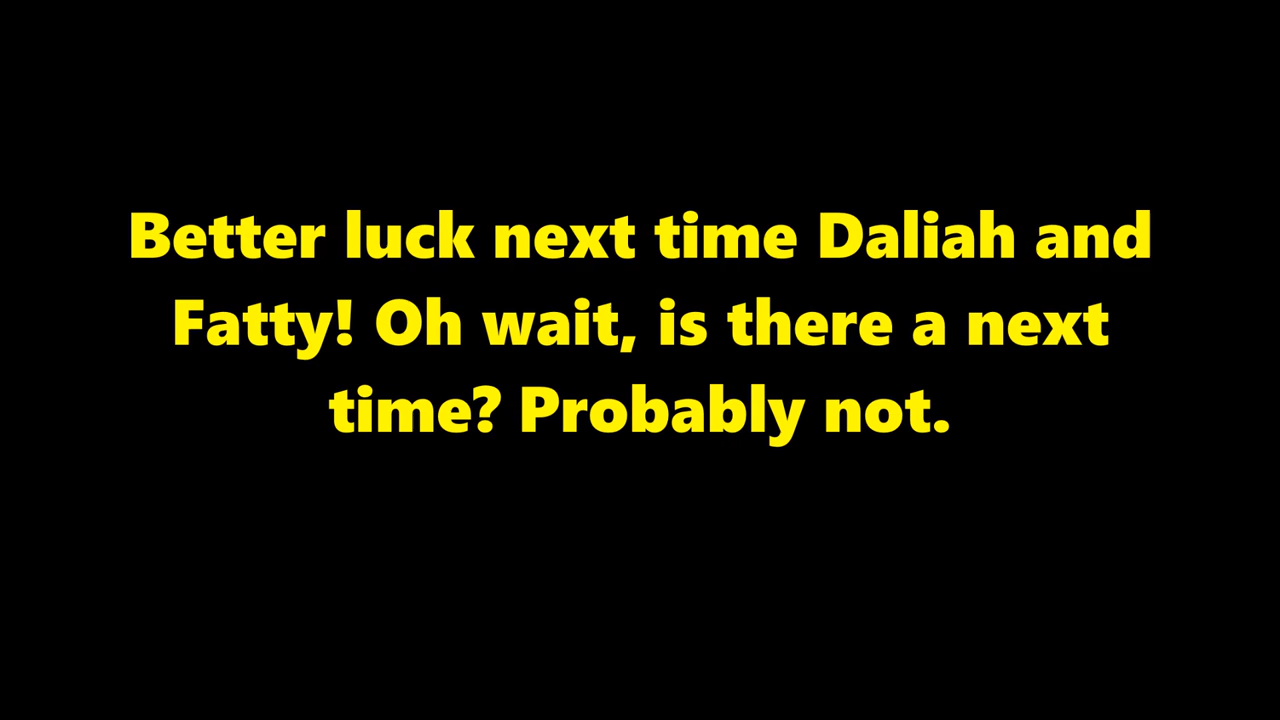 Better luck next time Daliah and
Fatty! Oh wait, is there a next
time? Probably not.